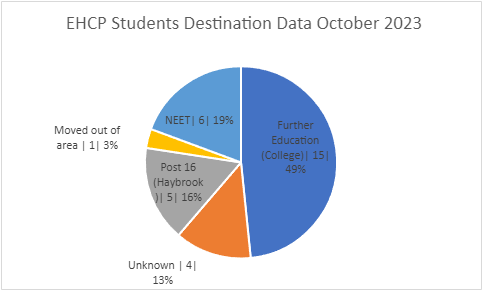 EHCP Students Destination Data October 2023
Further
Education
(College)| 15|
49%
Unknown | 4|
13%
Post 16
(Haybrook
)| 5| 16%
Moved out of
area | 1| 3%
NEET| 6| 19%